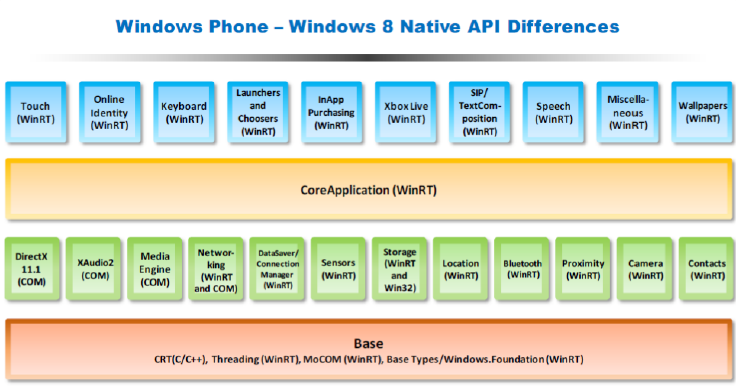 Windows Phone – Windows 8 Native API Differences
Touch
(WinRT)
Online
Identity
(WinRT)
Keyboard
(WinRT)
Launchers
and
Choosers
(WinRT)
InApp
Purchasing
(WinRT)
Xbox Live
(WinRT)
SIP/
TextCom-
position
(WinRT)
Speech
(WinRT)
Miscella-
neous
(WinRT)
Wallpapers
(WinRT)
CoreApplication (WinRT)
DirectX
11.1
(COM)
XAudio2
(COM)
Media
Engine
(COM)
Networ-
king
(WinRT
and COM)
DataSaver/
Connection
Manager
(WinRT)
Sensors
(WinRT)
Storage
(WinRT
and
Win32)
Location
(WinRT)
Bluetooth
(WinRT)
Proximity
(WinRT)
Camera
(WinRT)
Contacts
(WinRT)
Base
CRT(C/C++), Threading (WinRT), MoCOM (WinRT), Base Types/Windows.Foundation (WinRT)